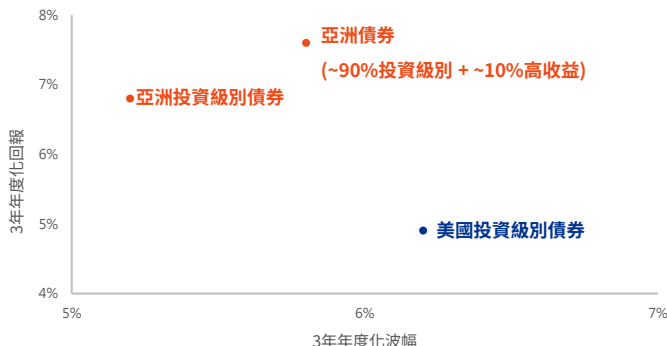 8%
亞洲債券
(~90%投資級別 + ~10%高收益)
7%
亞洲投資級別債券
3年年度化回報
6%
5%
美國投資級別債券
4%
5%
6%
7%
3年年度化波幅